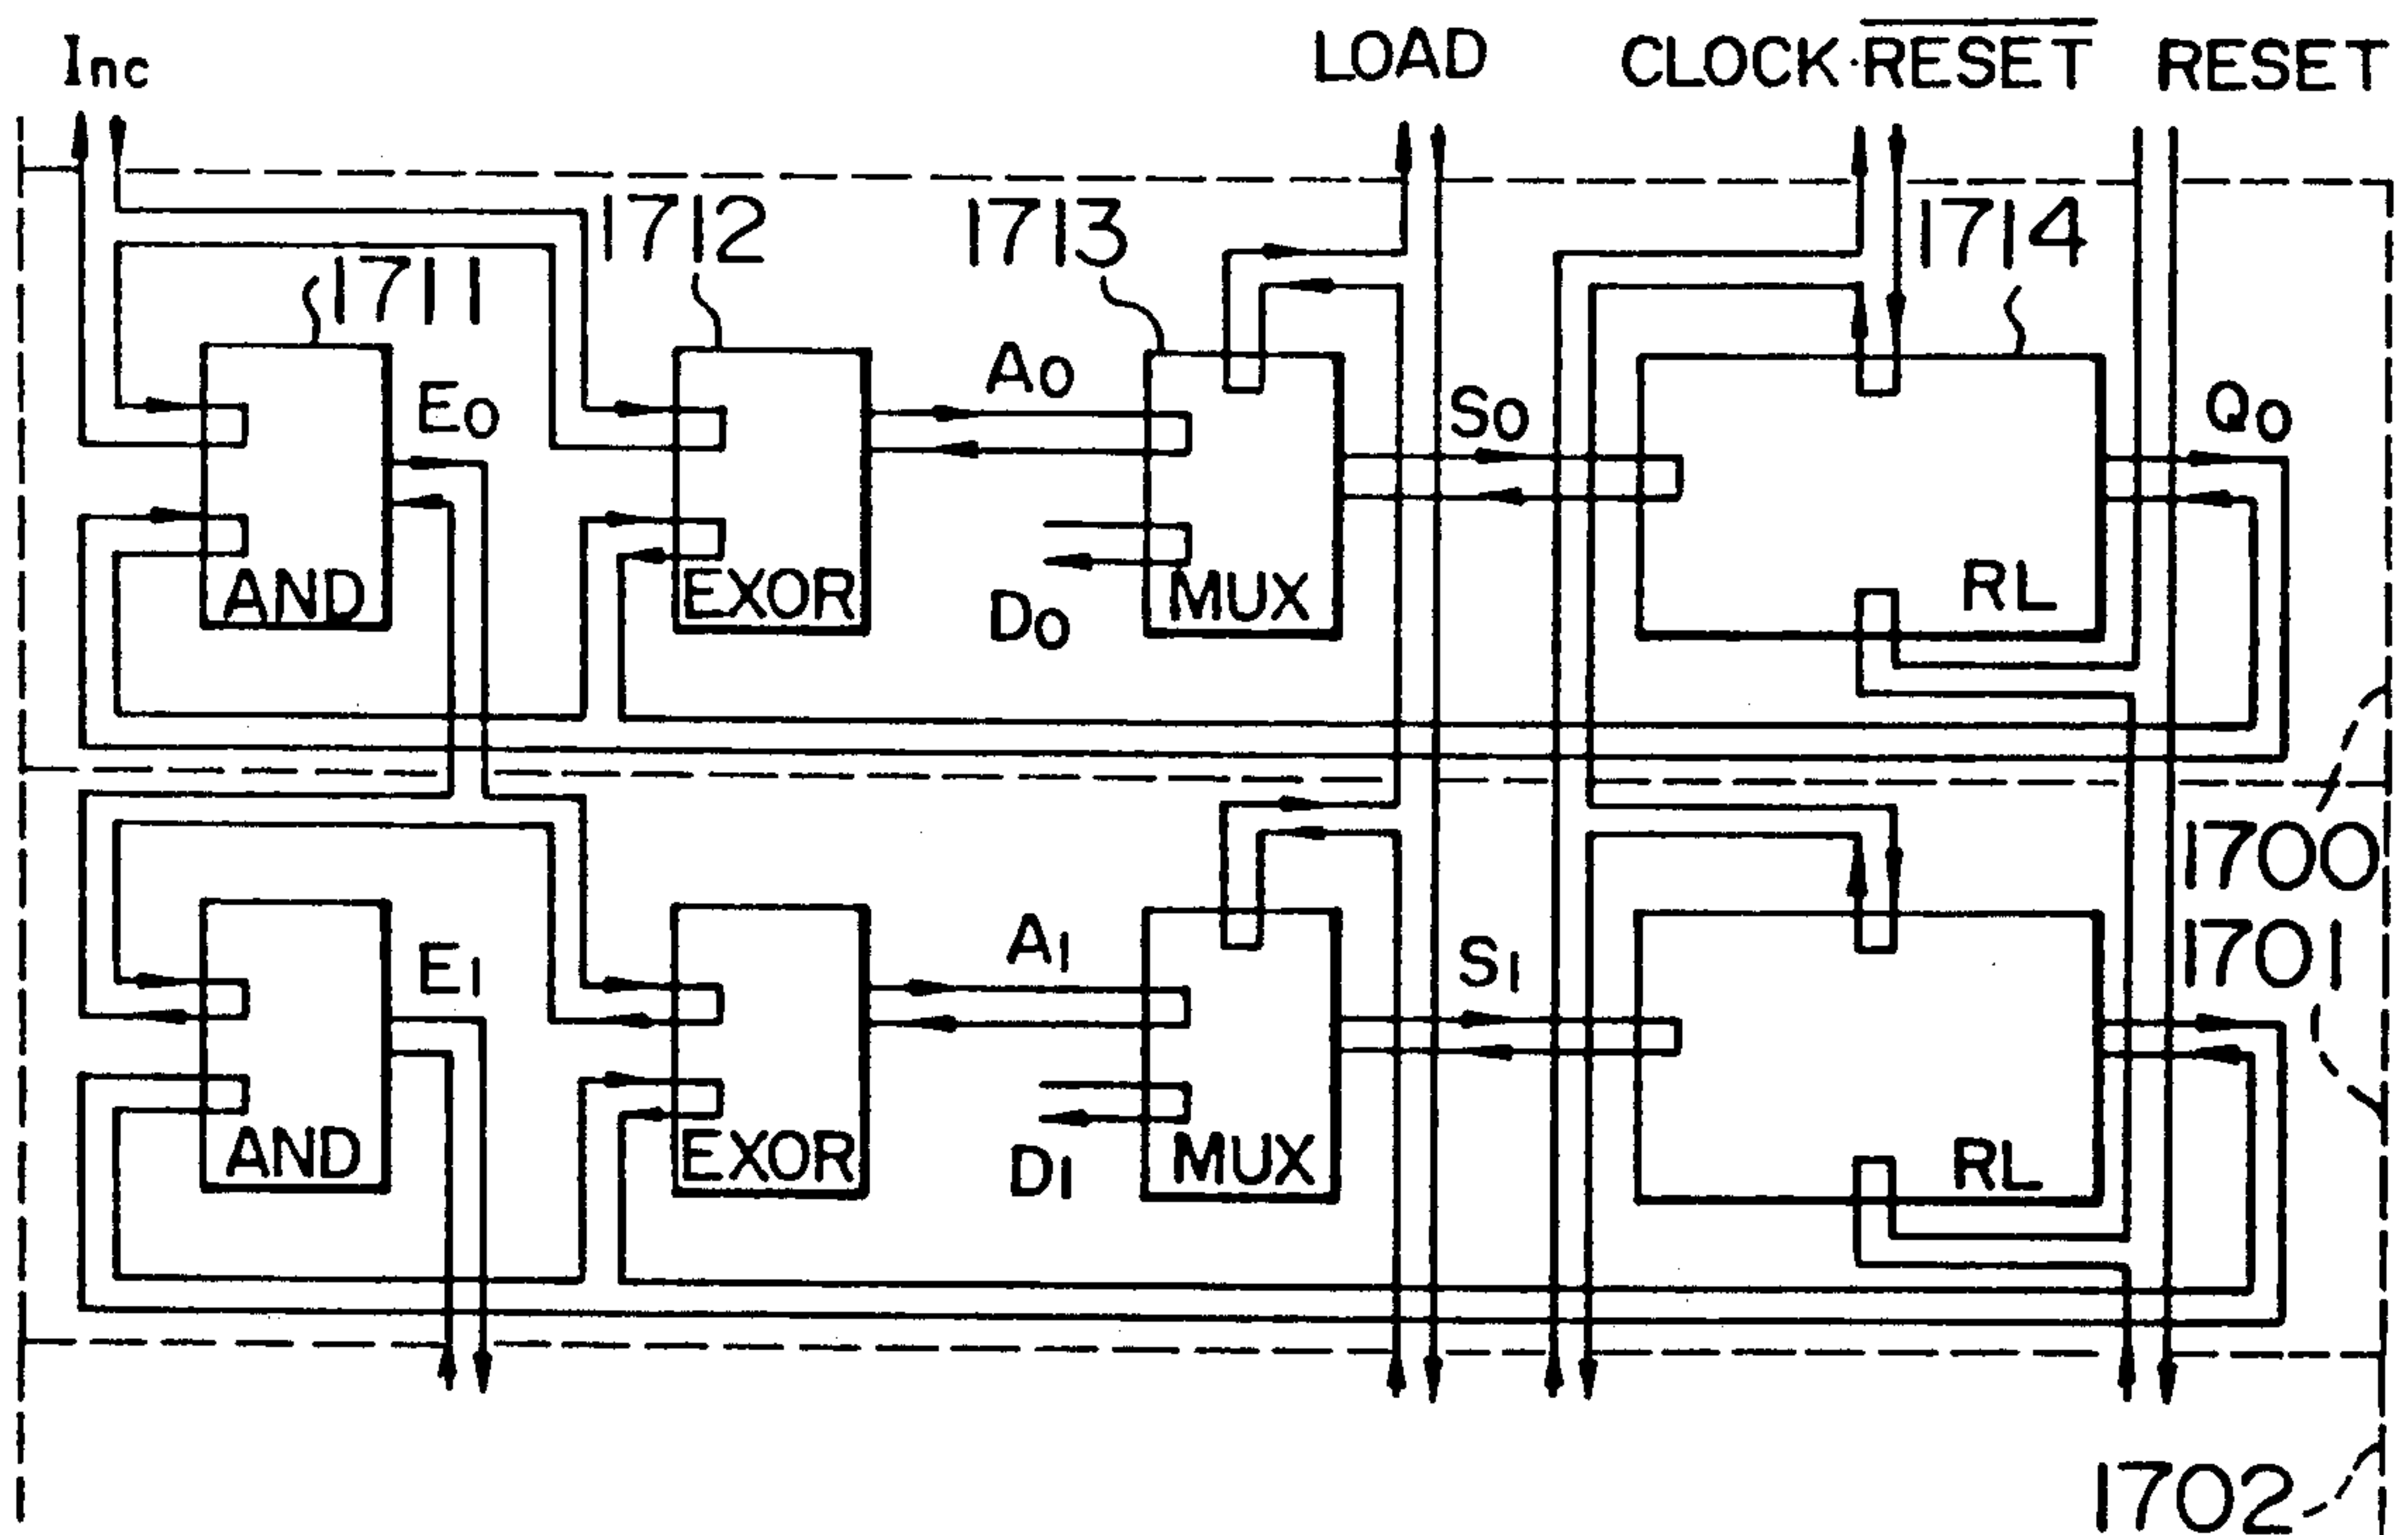 Inc LOAD CLOCK·R̅E̅S̅E̅T̅ RESET
1711 1712 1713 1714
E0 A0 S0 Q0
D0
AND EXOR MUX RL
1700
1701
E1 A1 S1
D1
AND EXOR MUX RL
1702